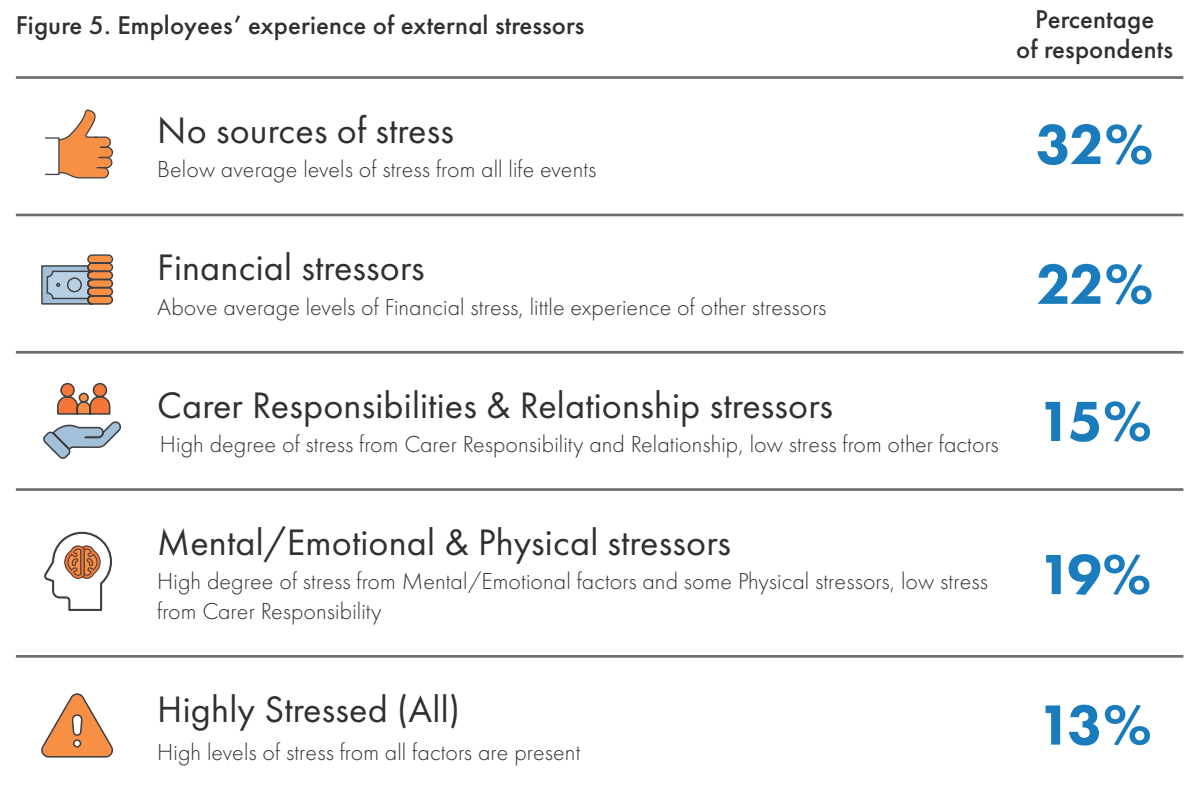 Figure 5. Employees’ experience of external stressors
Percentage
of respondents
No sources of stress
Below average levels of stress from all life events
32%
Financial stressors
Above average levels of Financial stress, little experience of other stressors
22%
Carer Responsibilities & Relationship stressors
High degree of stress from Carer Responsibility and Relationship, low stress from other factors
15%
Mental/Emotional & Physical stressors
High degree of stress from Mental/Emotional factors and some Physical stressors, low stress
from Carer Responsibility
19%
Highly Stressed (All)
High levels of stress from all factors are present
13%